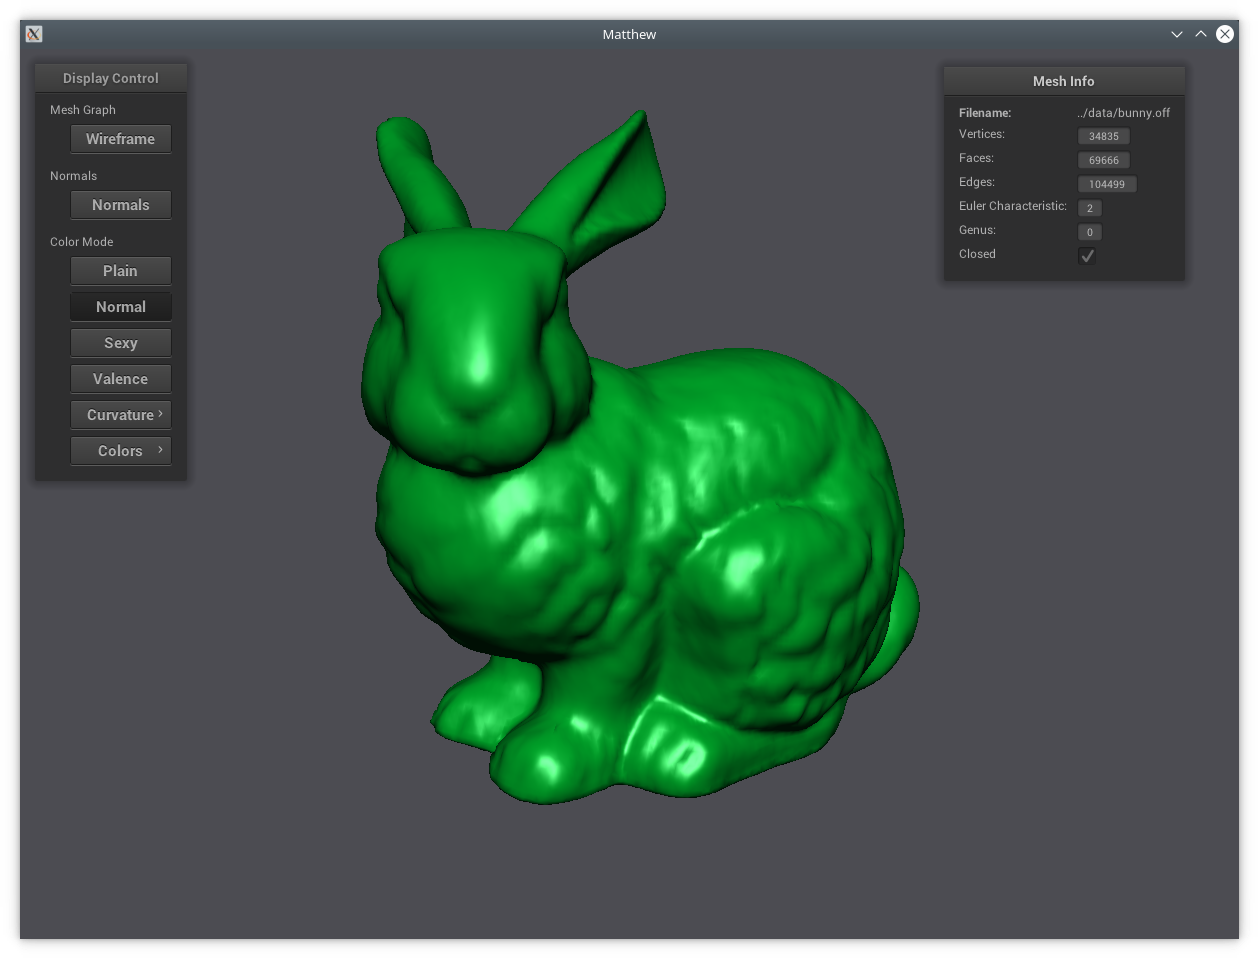 Matthew
Display Control
Mesh Graph
Wireframe
Normals
Normals
Color Mode
Plain
Normal
Sexy
Valence
Curvature
Colors
Mesh Info
Filename: ../data/bunny.off
Vertices: 34835
Faces: 69666
Edges: 104499
Euler Characteristic: 2
Genus: 0
Closed